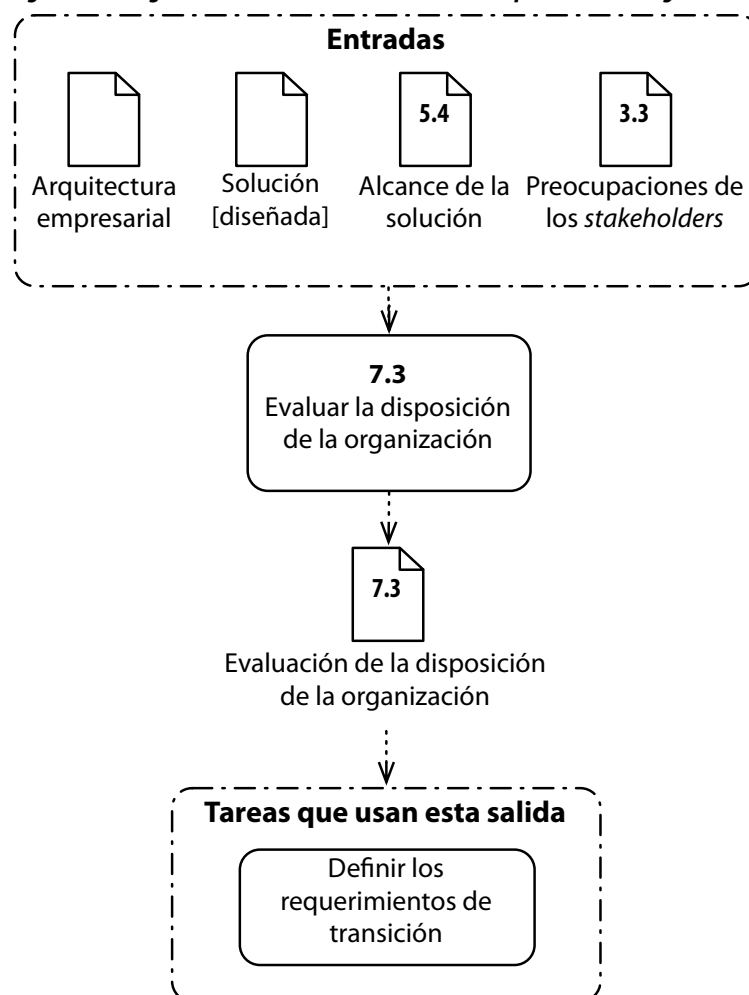 Entradas
5.4
3.3
Arquitectura
empresarial
Solución
[diseñada]
Alcance de la
solución
Preocupaciones de
los stakeholders
7.3
Evaluar la disposición
de la organización
7.3
Evaluación de la disposición
de la organización
Tareas que usan esta salida
Definir los
requerimientos de
transición